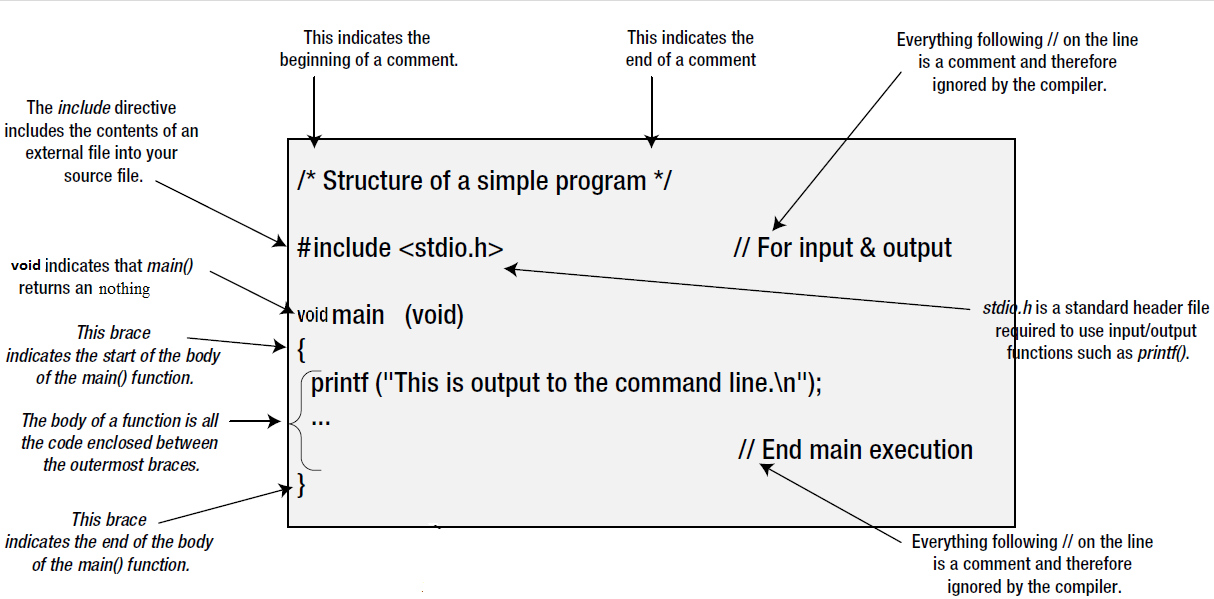 This indicates the
beginning of a comment.
This indicates the
end of a comment
Everything following // on the line
is a comment and therefore
ignored by the compiler.
The include directive
includes the contents of an
external file into your
source file.
/* Structure of a simple program */
#include <stdio.h>
// For input & output
void indicates that main()
returns an nothing
stdio.h is a standard header file
required to use input/output
functions such as printf().
void main (void)
This brace
indicates the start of the body
of the main() function.
{
printf ("This is output to the command line.\n");
The body of a function is all
the code enclosed between
the outermost braces.
...
// End main execution
}
This brace
indicates the end of the body
of the main() function.
Everything following // on the line
is a comment and therefore
ignored by the compiler.